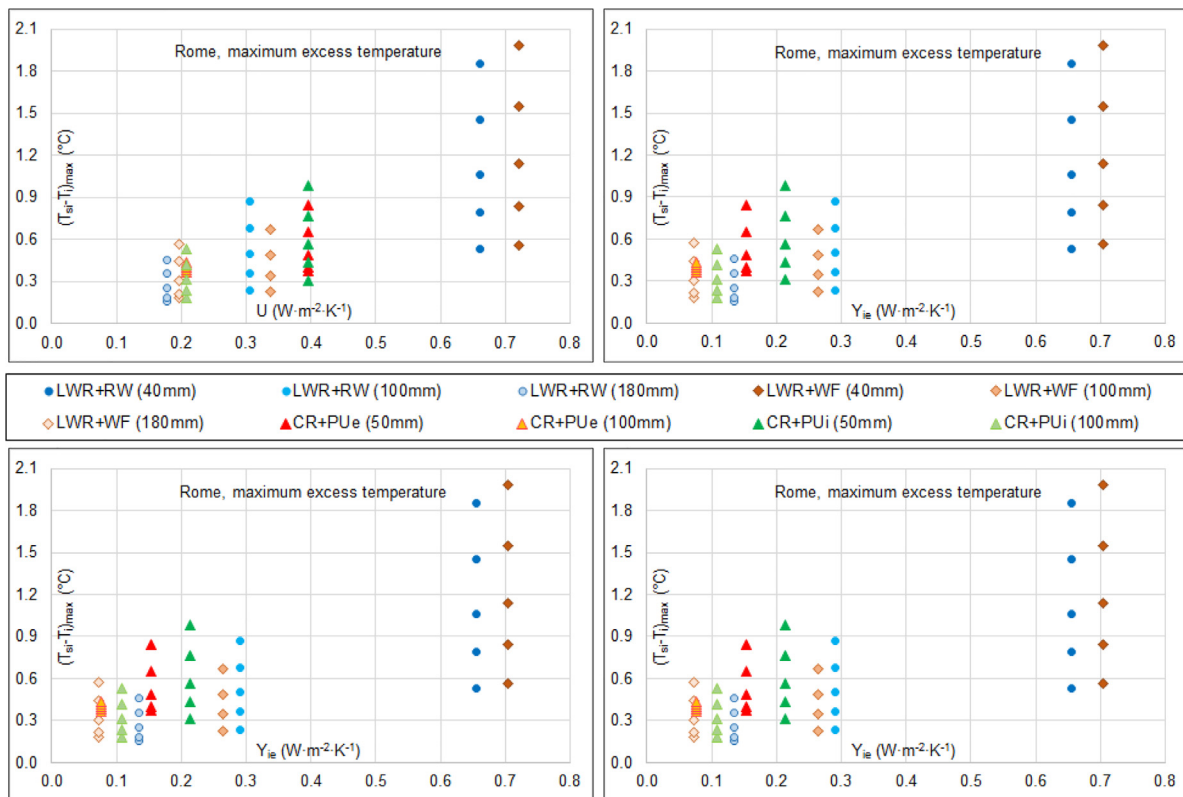 Rome, maximum excess temperature
(Tsi-Ti)max (°C)
2.1
1.8
1.5
1.2
0.9
0.6
0.3
0.0
U (W·m-2·K-1)
0.0 0.1 0.2 0.3 0.4 0.5 0.6 0.7 0.8
Rome, maximum excess temperature
(Tsi-Ti)max (°C)
2.1
1.8
1.5
1.2
0.9
0.6
0.3
0.0
Yie (W·m-2·K-1)
0.0 0.1 0.2 0.3 0.4 0.5 0.6 0.7 0.8
LWR+RW (40mm) LWR+RW (100mm) LWR+RW (180mm) LWR+WF (40mm) LWR+WF (100mm)
LWR+WF (180mm) CR+PUe (50mm) CR+PUe (100mm) CR+PUi (50mm) CR+PUi (100mm)
Rome, maximum excess temperature
(Tsi-Ti)max (°C)
2.1
1.8
1.5
1.2
0.9
0.6
0.3
0.0
Yie (W·m-2·K-1)
0.0 0.1 0.2 0.3 0.4 0.5 0.6 0.7 0.8
Rome, maximum excess temperature
(Tsi-Ti)max (°C)
2.1
1.8
1.5
1.2
0.9
0.6
0.3
0.0
Yie (W·m-2·K-1)
0.0 0.1 0.2 0.3 0.4 0.5 0.6 0.7 0.8